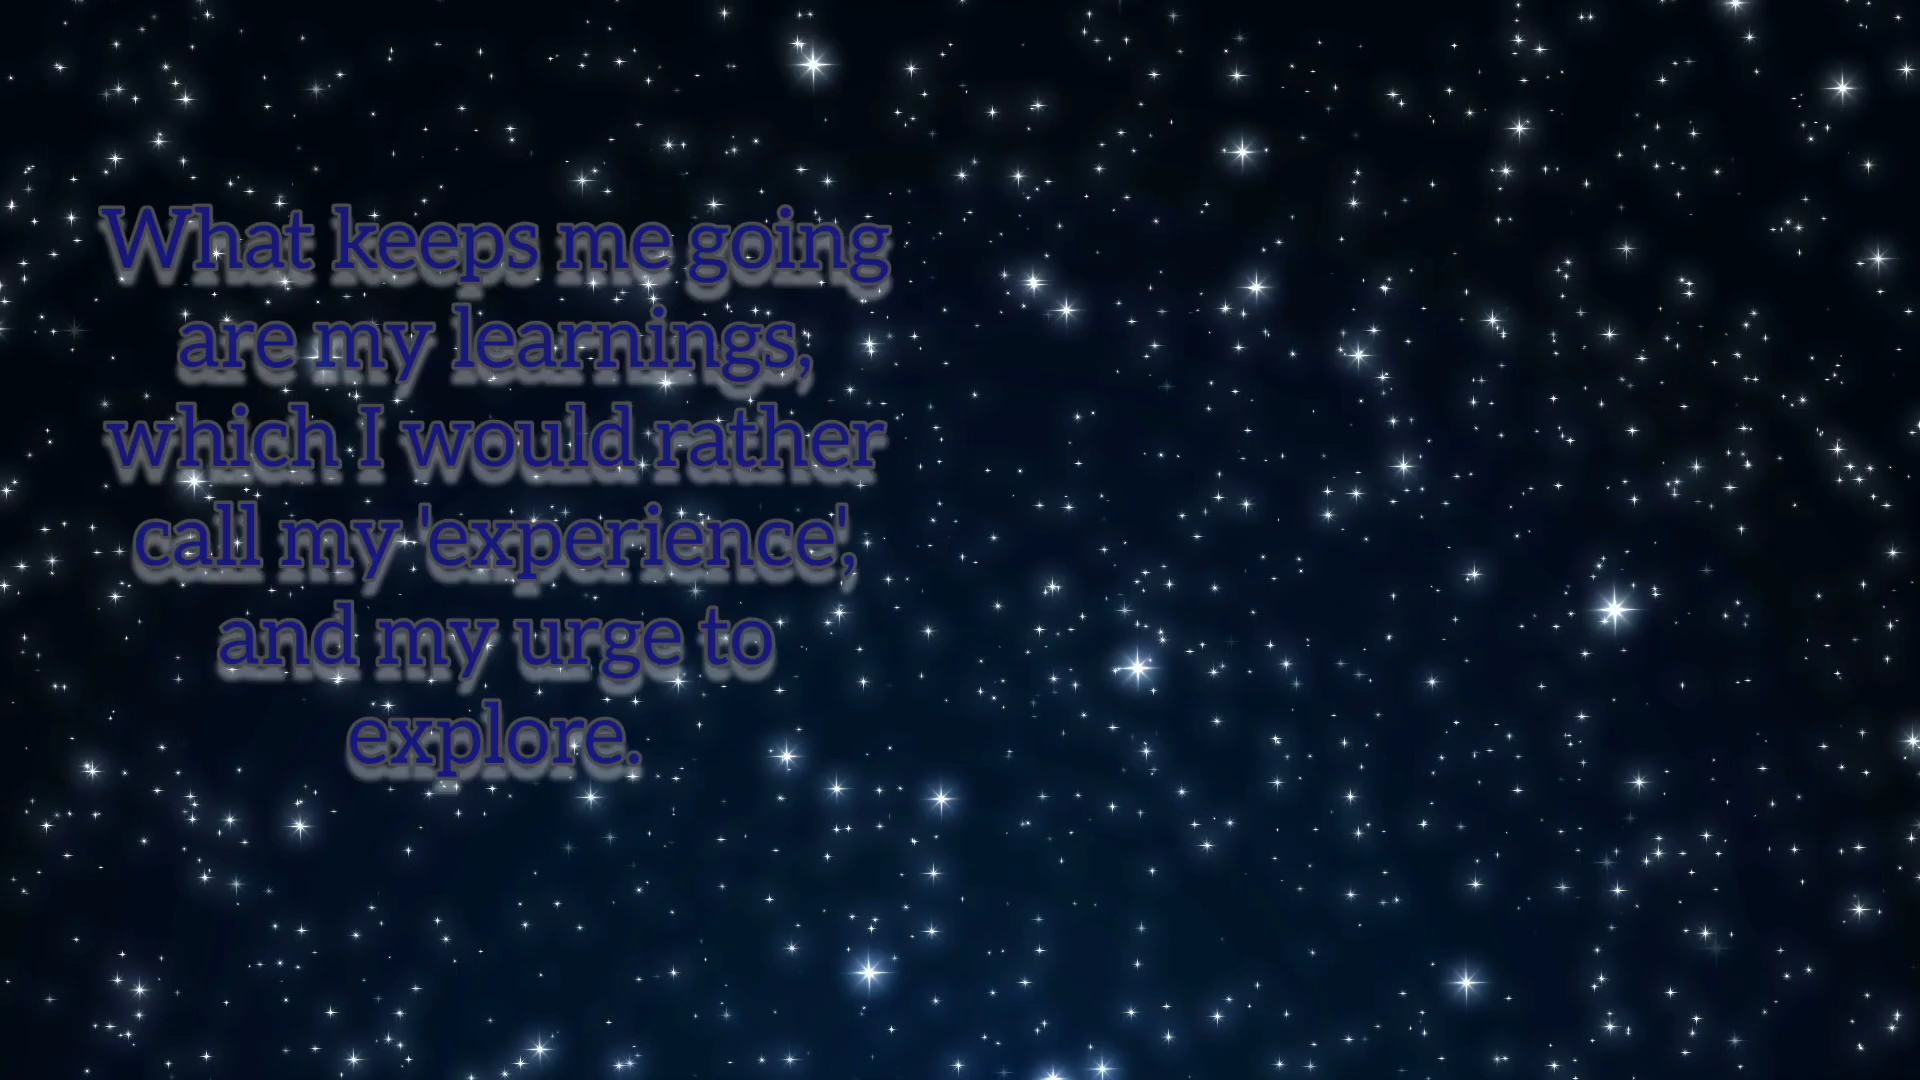 What keeps me going
are my learnings,
which I would rather
call my 'experience',
and my urge to
explore.